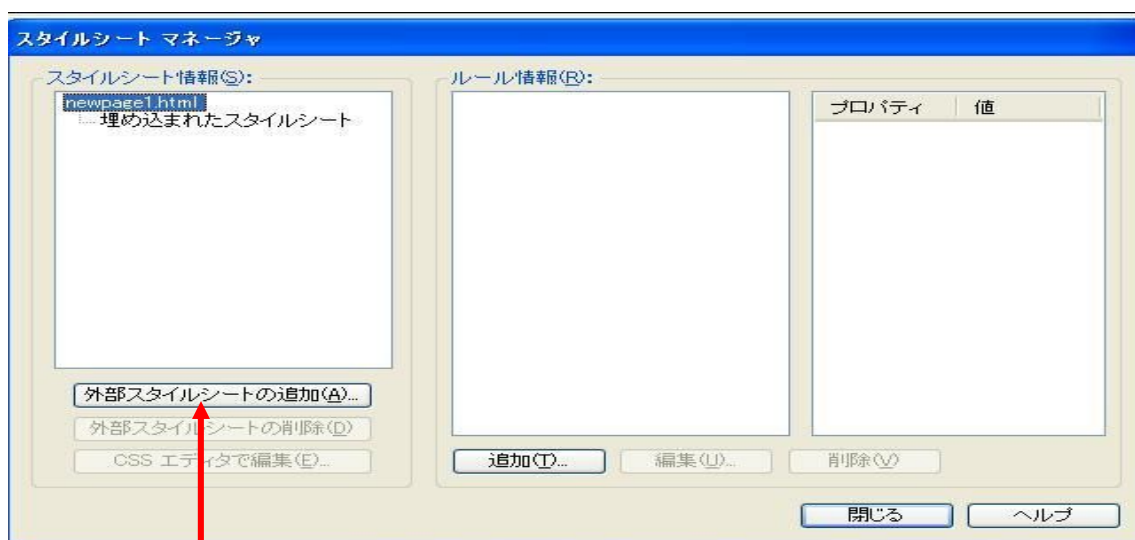 スタイルシート マネージャ
スタイルシート情報(S):
newpage1.html
埋め込まれたスタイルシート
外部スタイルシートの追加(A)...
外部スタイルシートの削除(D)
CSS エディタで編集(E)...
ルール情報(R):
プロパティ 値
追加(T)... 編集(U)... 削除(V)
閉じる ヘルプ